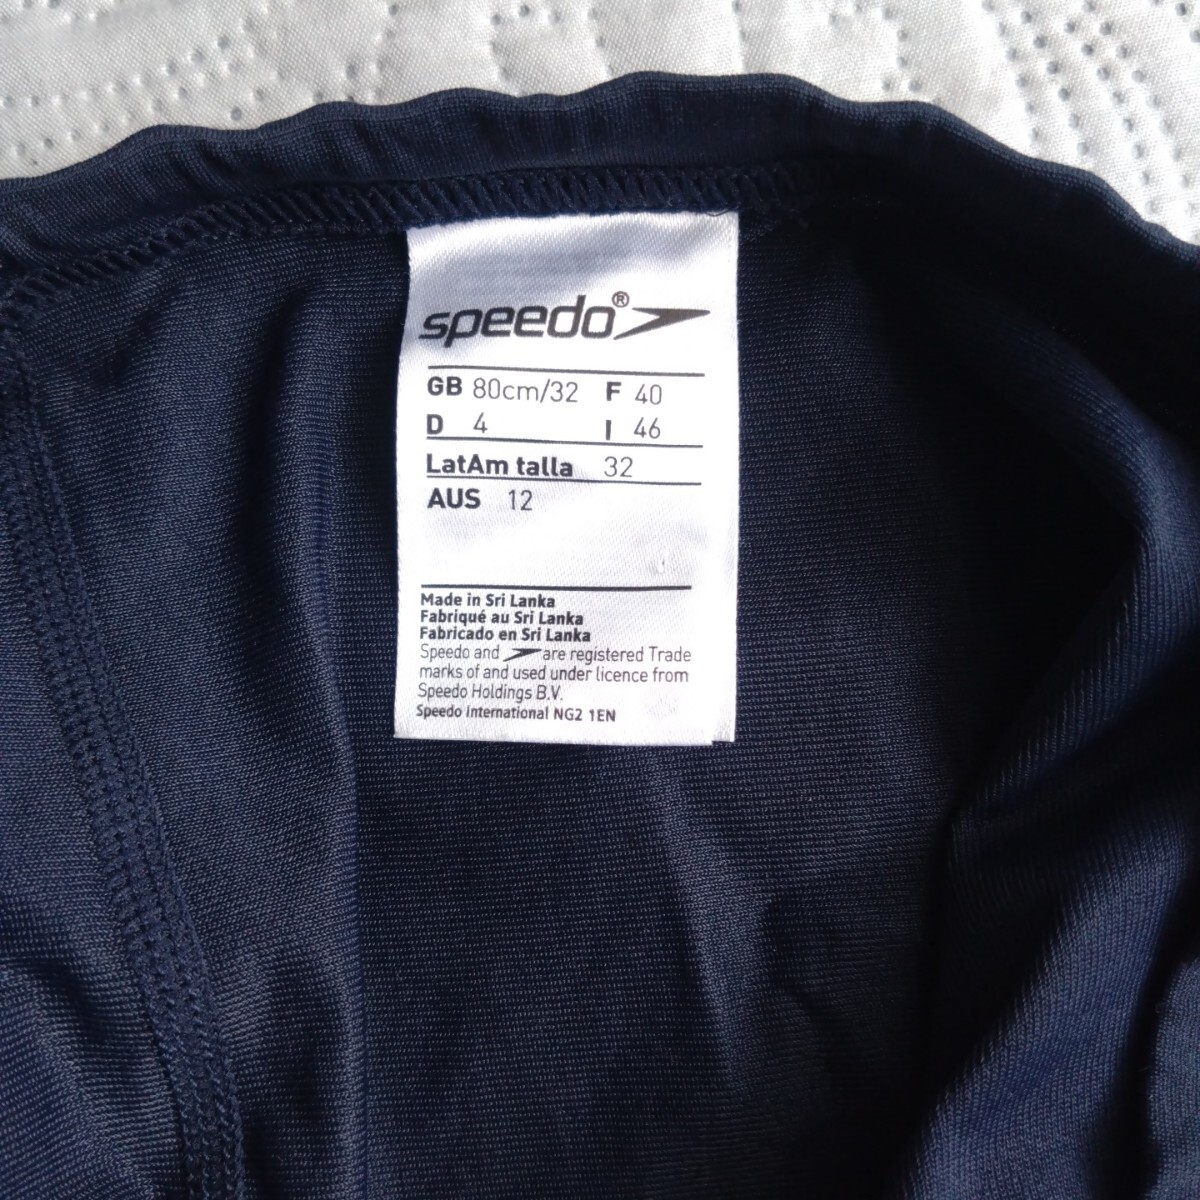 speedo®
GB 80cm/32 F 40
D 4 I 46
LatAm talla 32
AUS 12
Made in Sri Lanka
Fabriqué au Sri Lanka
Fabricado en Sri Lanka
Speedo and are registered Trade
marks of and used under licence from
Speedo Holdings B.V.
Speedo International NG2 1EN